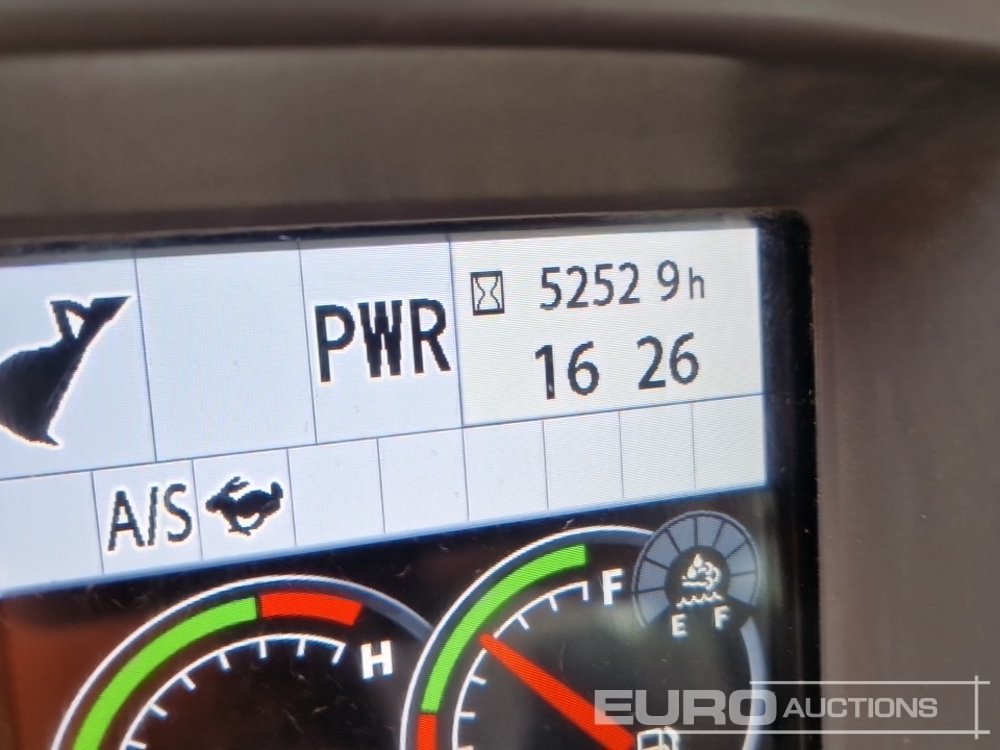 PWR
5252 9h
16 26
A/S
H
F
E F
EURO AUCTIONS